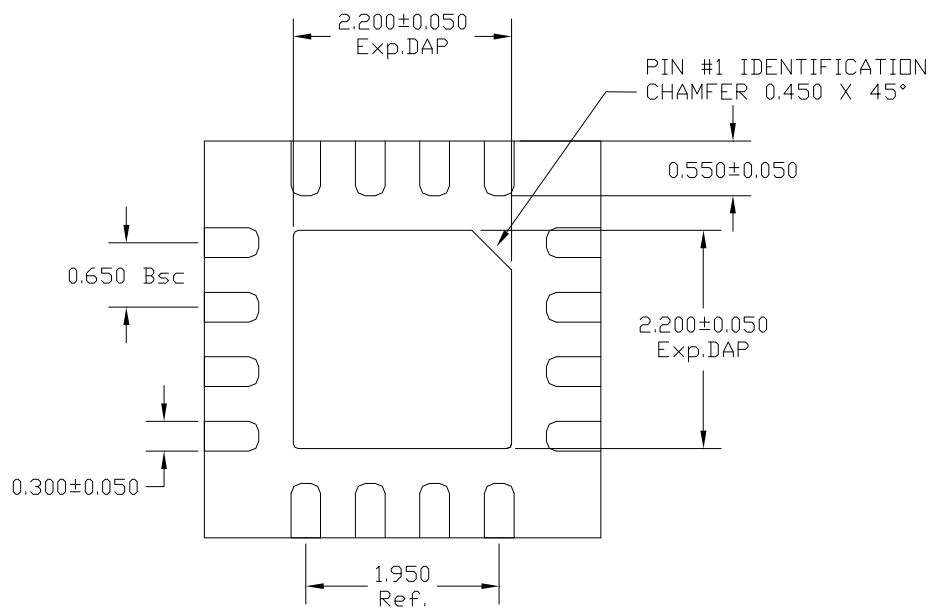 2.200±0.050
Exp.DAP
PIN #1 IDENTIFICATION
CHAMFER 0.450 X 45°
0.550±0.050
0.650 Bsc
2.200±0.050
Exp.DAP
0.300±0.050
1.950
Ref.